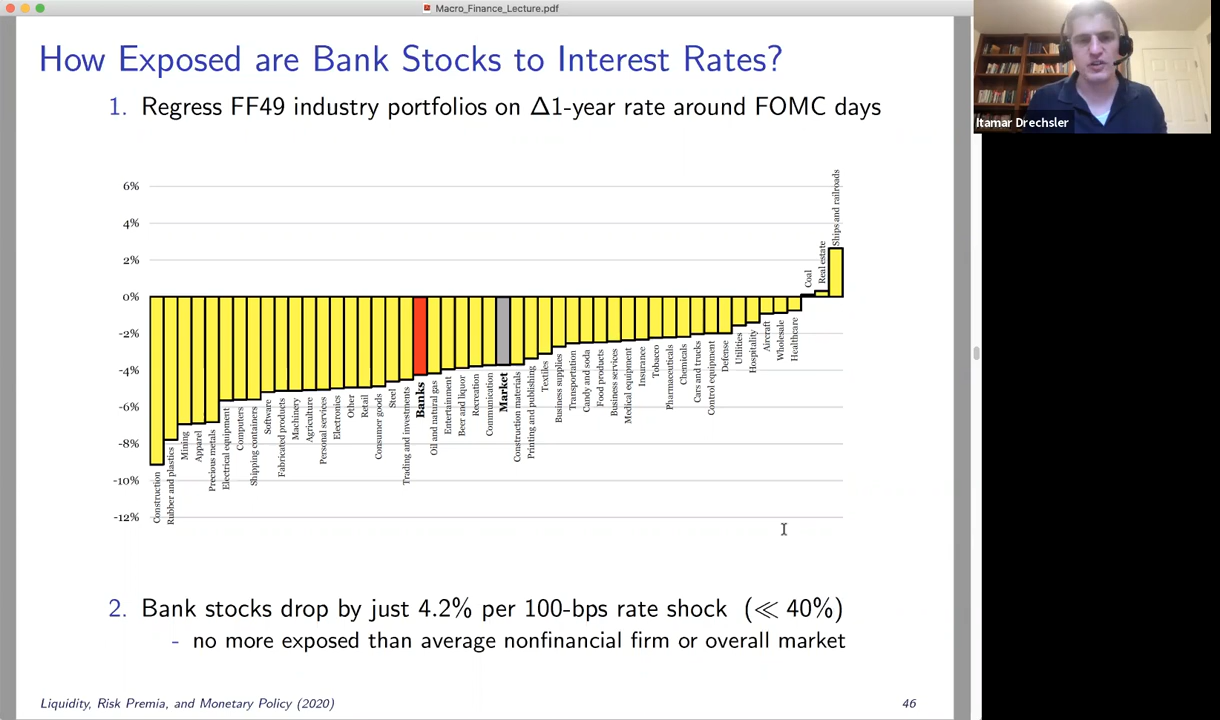 Macro_Finance_Lecture.pdf
How Exposed are Bank Stocks to Interest Rates?
1. Regress FF49 industry portfolios on Δ1-year rate around FOMC days
6%
4%
2%
0%
-2%
-4%
-6%
-8%
-10%
-12%
Construction
Rubber and plastics
Mining
Apparel
Precious metals
Electrical equipment
Computers
Shipping containers
Software
Fabricated products
Machinery
Agriculture
Personal services
Electronics
Other
Retail
Consumer goods
Steel
Trading and investments
Banks
Oil and natural gas
Entertainment
Beer and liquor
Recreation
Communication
Market
Construction materials
Printing and publishing
Textiles
Business supplies
Transportation
Candy and soda
Food products
Business services
Medical equipment
Insurance
Tobacco
Pharmaceuticals
Chemicals
Cars and trucks
Control equipment
Defense
Utilities
Hospitality
Aircraft
Wholesale
Healthcare
Coal
Real estate
Ships and railroads
2. Bank stocks drop by just 4.2% per 100-bps rate shock (≪ 40%)
- no more exposed than average nonfinancial firm or overall market
Liquidity, Risk Premia, and Monetary Policy (2020)
46
Itamar Drechsler